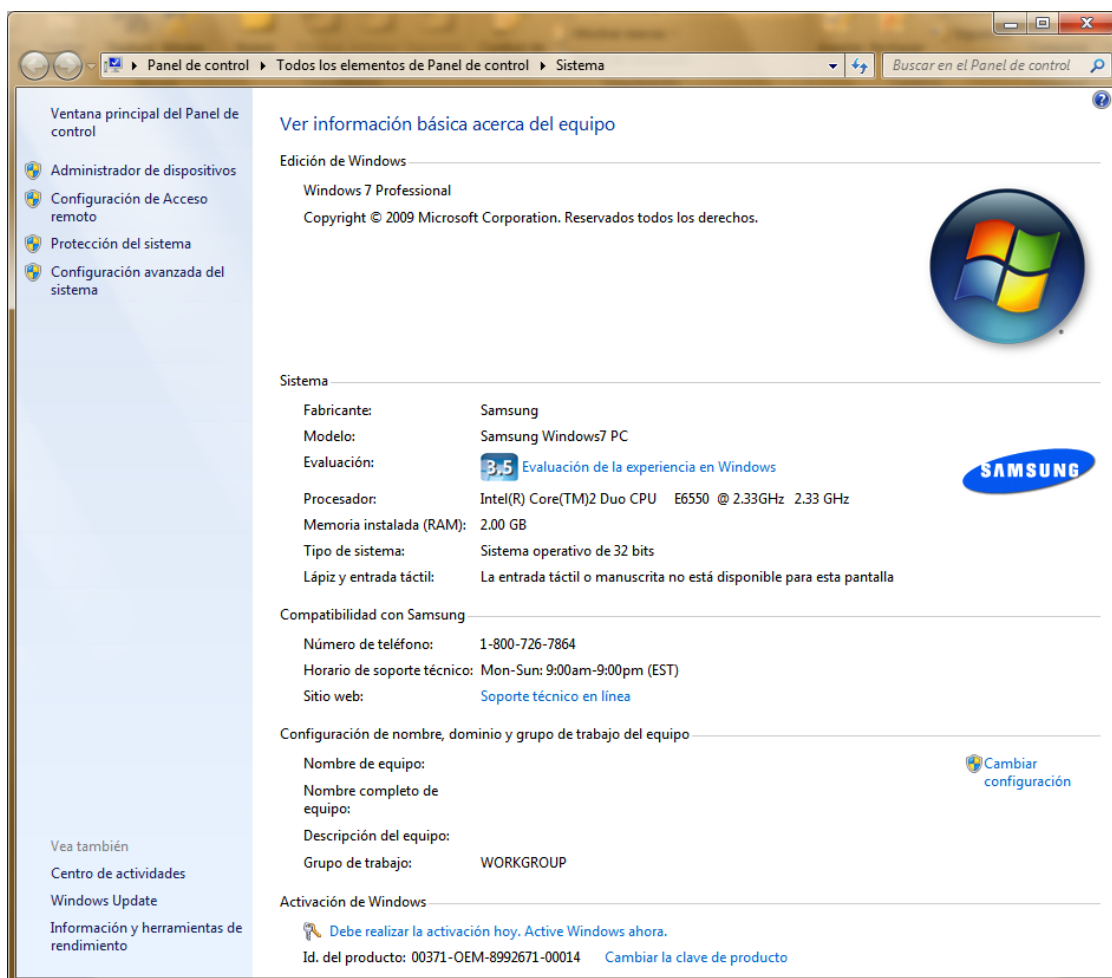 Panel de control ▸ Todos los elementos de Panel de control ▸ Sistema
Buscar en el Panel de control
Ventana principal del Panel de
control
Administrador de dispositivos
Configuración de Acceso
remoto
Protección del sistema
Configuración avanzada del
sistema
Vea también
Centro de actividades
Windows Update
Información y herramientas de
rendimiento
Ver información básica acerca del equipo
Edición de Windows
Windows 7 Professional
Copyright © 2009 Microsoft Corporation. Reservados todos los derechos.
Sistema
Fabricante: Samsung
Modelo: Samsung Windows7 PC
Evaluación: 3,5 Evaluación de la experiencia en Windows
SAMSUNG
Procesador: Intel(R) Core(TM)2 Duo CPU E6550 @ 2.33GHz 2.33 GHz
Memoria instalada (RAM): 2.00 GB
Tipo de sistema: Sistema operativo de 32 bits
Lápiz y entrada táctil: La entrada táctil o manuscrita no está disponible para esta pantalla
Compatibilidad con Samsung
Número de teléfono: 1-800-726-7864
Horario de soporte técnico: Mon-Sun: 9:00am-9:00pm (EST)
Sitio web: Soporte técnico en línea
Configuración de nombre, dominio y grupo de trabajo del equipo
Nombre de equipo:
Cambiar
configuración
Nombre completo de
equipo:
Descripción del equipo:
Grupo de trabajo: WORKGROUP
Activación de Windows
Debe realizar la activación hoy. Active Windows ahora.
Id. del producto: 00371-OEM-8992671-00014 Cambiar la clave de producto